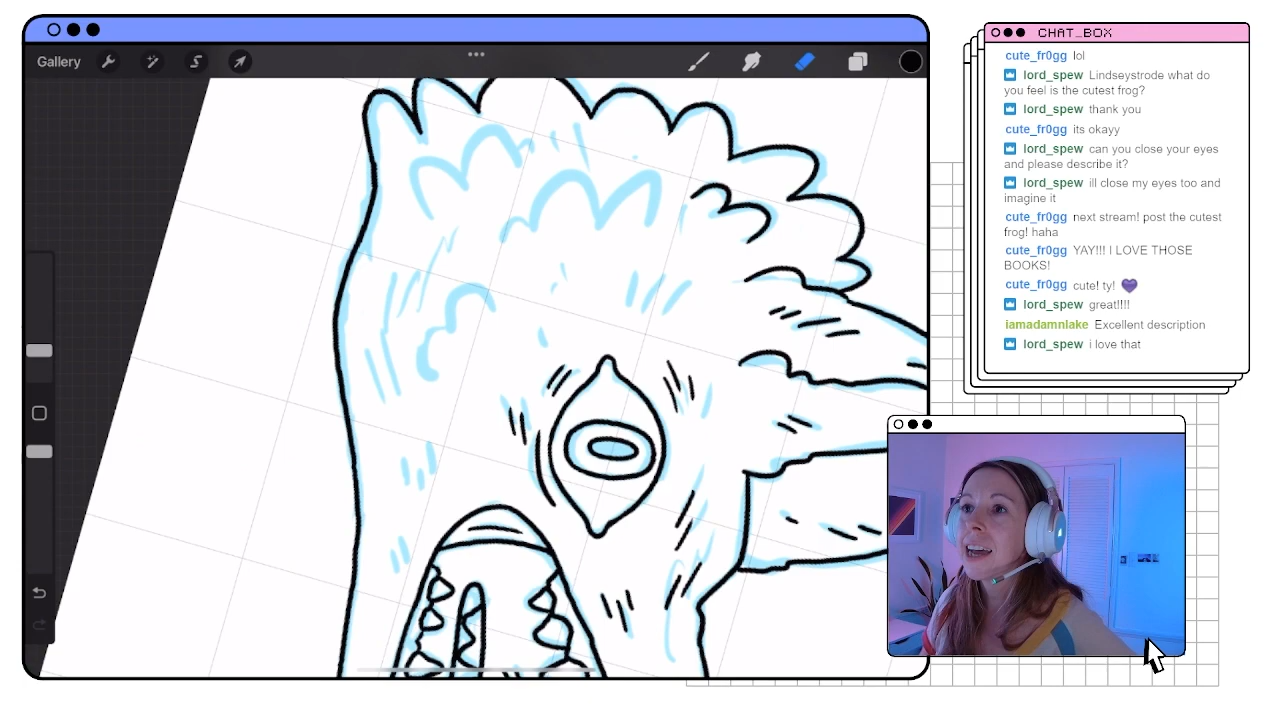 CHAT_BOX
Gallery
cute_fr0gg lol
lord_spew Lindseystrode what do
you feel is the cutest frog?
lord_spew thank you
cute_fr0gg its okayy
lord_spew can you close your eyes
and please describe it?
lord_spew ill close my eyes too and
imagine it
cute_fr0gg next stream! post the cutest
frog! haha
cute_fr0gg YAY!!! I LOVE THOSE
BOOKS!
cute_fr0gg cute! ty! 💜
lord_spew great!!!!
iamadamnlake Excellent description
lord_spew i love that